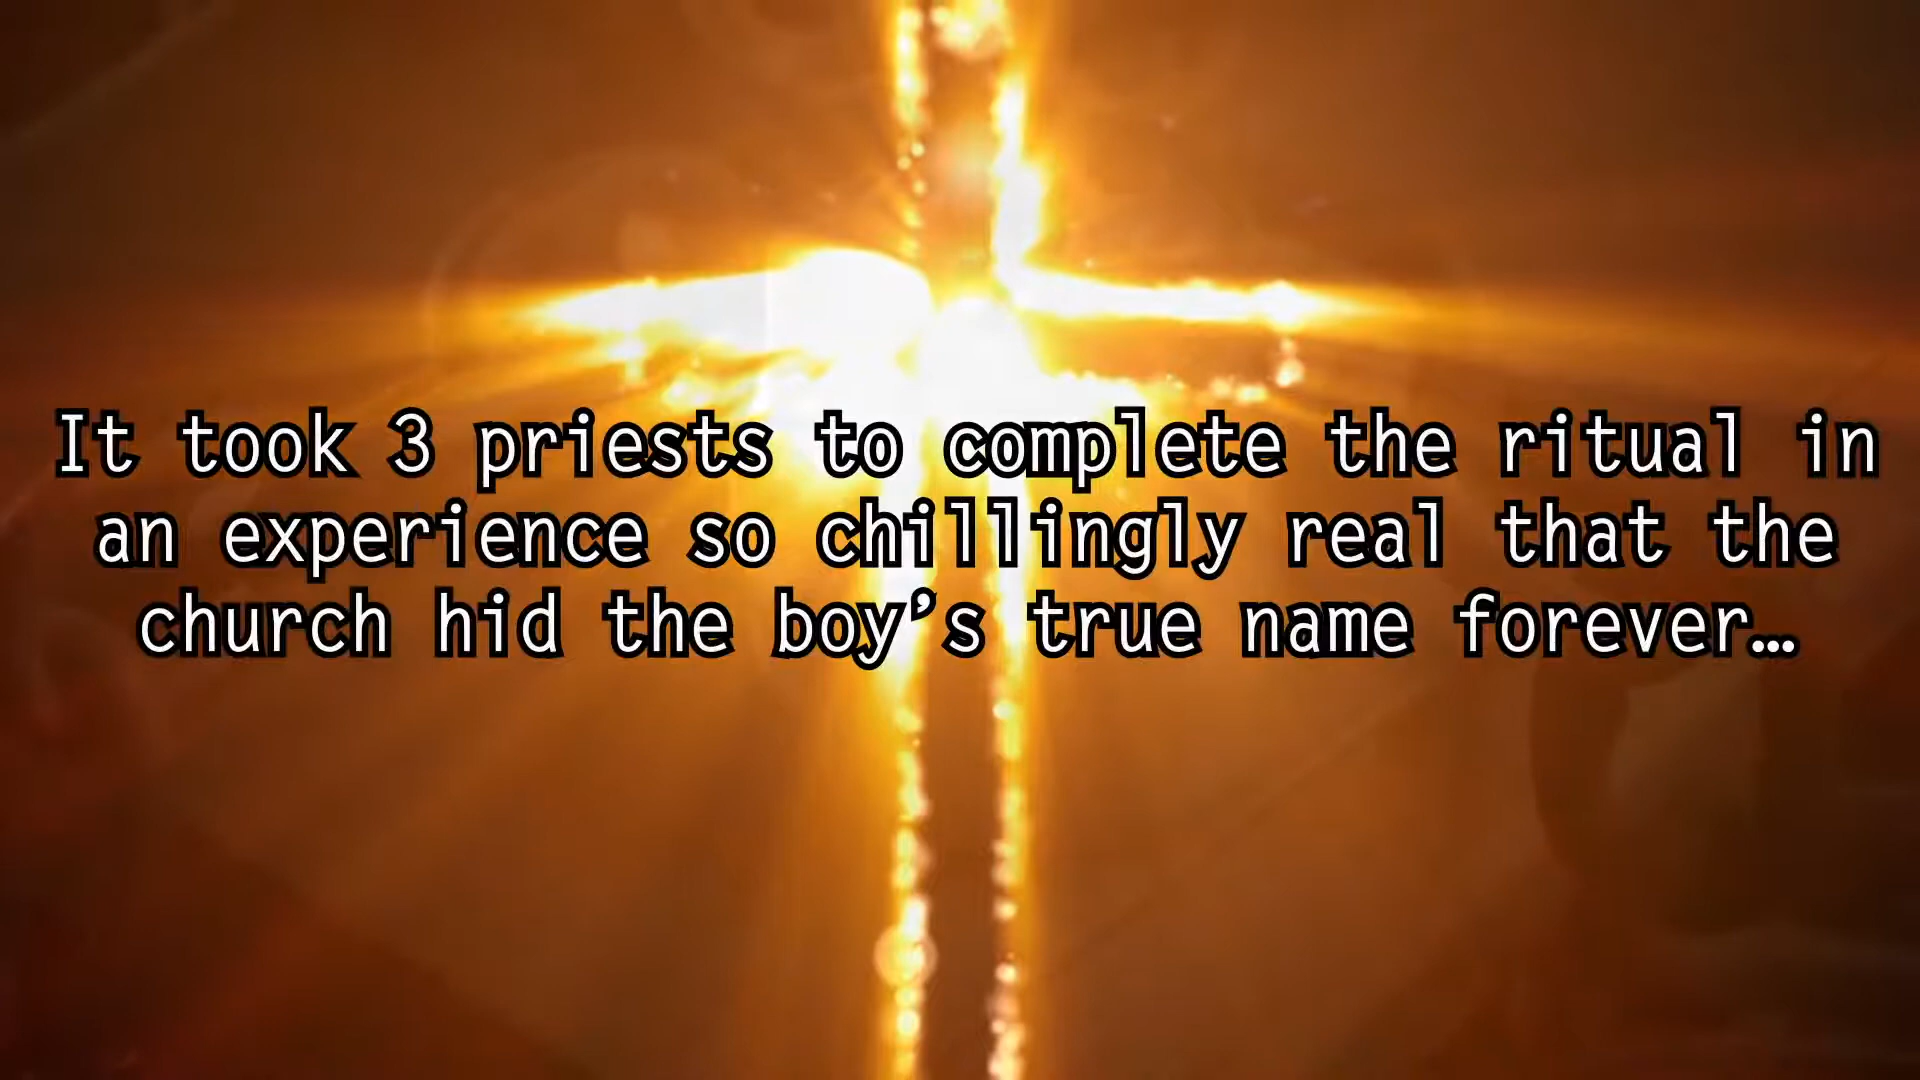 It took 3 priests to complete the ritual in
an experience so chillingly real that the
church hid the boy’s true name forever…